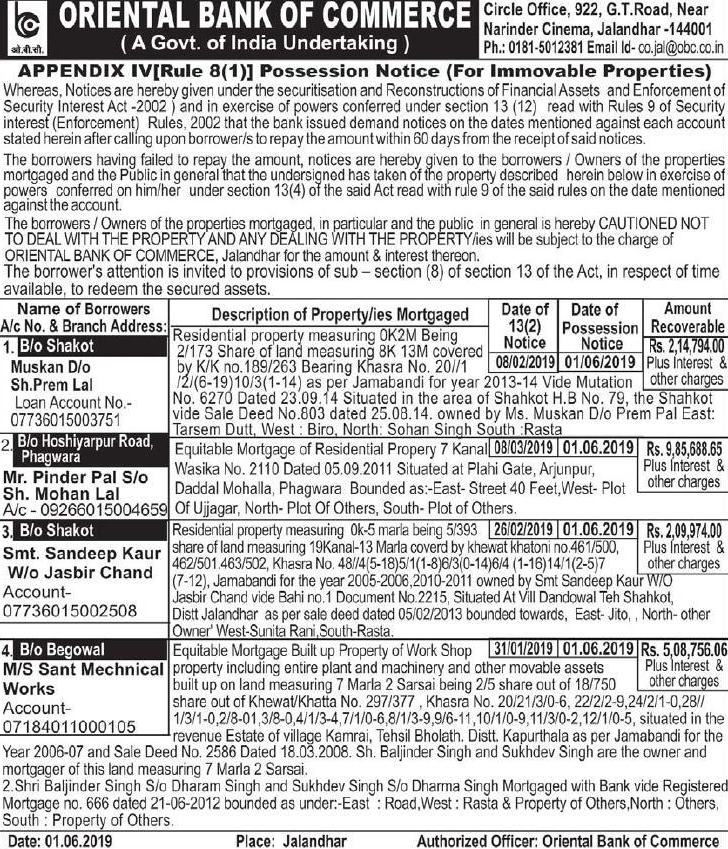 ORIENTAL BANK OF COMMERCE
( A Govt. of India Undertaking )
ओ.बी.सी.
Circle Office, 922, G.T.Road, Near
Narinder Cinema, Jalandhar -144001
Ph.: 0181-5012381 Email Id- co.jal@obc.co.in
APPENDIX IV[Rule 8(1)] Possession Notice (For Immovable Properties)
Whereas, Notices are hereby given under the securitisation and Reconstructions of Financial Assets and Enforcement of
Security Interest Act -2002 ) and in exercise of powers conferred under section 13 (12) read with Rules 9 of Security
interest (Enforcement) Rules, 2002 that the bank issued demand notices on the dates mentioned against each account
stated herein after calling upon borrower/s to repay the amount within 60 days from the receipt of said notices.
The borrowers having failed to repay the amount, notices are hereby given to the borrowers / Owners of the properties
mortgaged and the Public in general that the undersigned has taken of the property described herein below in exercise of
powers conferred on him/her under section 13(4) of the said Act read with rule 9 of the said rules on the date mentioned
against the account.
The borrowers / Owners of the properties mortgaged, in particular and the public in general is hereby CAUTIONED NOT
TO DEAL WITH THE PROPERTY AND ANY DEALING WITH THE PROPERTY/ies will be subject to the charge of
ORIENTAL BANK OF COMMERCE, Jalandhar for the amount & interest thereon.
The borrower's attention is invited to provisions of sub – section (8) of section 13 of the Act, in respect of time
available, to redeem the secured assets.
Name of Borrowers
A/c No. & Branch Address:
Description of Property/ies Mortgaged
Date of
13(2)
Notice
Date of
Possession
Notice
Amount
Recoverable
1. B/o Shakot
Muskan D/o
Sh.Prem Lal
Loan Account No.-
07736015003751
Residential property measuring 0K2M Being
2/173 Share of land measuring 8K 13M covered
by K/K no.189/263 Bearing Khasra No. 20//1
/2/(6-19)10/3(1-14) as per Jamabandi for year 2013-14 Vide Mutation
No. 6270 Dated 23.09.14 Situated in the area of Shahkot H.B No. 79, the Shahkot
vide Sale Deed No.803 dated 25.08.14. owned by Ms. Muskan D/o Prem Pal East:
Tarsem Dutt, West : Biro, North: Sohan Singh South :Rasta
08/02/2019
01/06/2019
Rs. 2,14,794.00
Plus Interest &
other charges
2. B/o Hoshiyarpur Road,
Phagwara
Mr. Pinder Pal S/o
Sh. Mohan Lal
A/c - 09266015004659
Equitable Mortgage of Residential Propery 7 Kanal
Wasika No. 2110 Dated 05.09.2011 Situated at Plahi Gate, Arjunpur,
Daddal Mohalla, Phagwara Bounded as:-East- Street 40 Feet,West- Plot
Of Ujjagar, North- Plot Of Others, South- Plot of Others.
08/03/2019
01.06.2019
Rs. 9,85,688.65
Plus Interest &
other charges
3. B/o Shakot
Smt. Sandeep Kaur
W/o Jasbir Chand
Account-
07736015002508
Residential property measuring 0k-5 marla being 5/393
share of land measuring 19Kanal-13 Marla coverd by khewat khatoni no.461/500,
462/501.463/502, Khasra No. 48//4(5-18)5/1(1-8)6/3(0-14)6/4 (1-16)14/1(2-5)7
(7-12), Jamabandi for the year 2005-2006,2010-2011 owned by Smt Sandeep Kaur W/O
Jasbir Chand vide Bahi no.1 Document No.2215, Situated At Vill Dandowal Teh Shahkot,
Distt Jalandhar as per sale deed dated 05/02/2013 bounded towards, East- Jito, , North- other
Owner' West-Sunita Rani,South-Rasta.
26/02/2019
01.06.2019
Rs. 2,09,974.00
Plus Interest &
other charges
4. B/o Begowal
M/S Sant Mechnical
Works
Account-
07184011000105
Equitable Mortgage Built up Property of Work Shop
property including entire plant and machinery and other movable assets
built up on land measuring 7 Marla 2 Sarsai being 2/5 share out of 18/750
share out of Khewat/Khatta No. 297/377 , Khasra No. 20/21/3/0-6, 22/2/2-9,24/2/1-0,28//
1/3/1-0,2/8-01,3/8-0,4/1/3-4,7/1/0-6,8/1/3-9,9/6-11,10/1/0-9,11/3/0-2,12/1/0-5, situated in the
revenue Estate of village Kamrai, Tehsil Bholath. Distt. Kapurthala as per Jamabandi for the
Year 2006-07 and Sale Deed No. 2586 Dated 18.03.2008. Sh. Baljinder Singh and Sukhdev Singh are the owner and
mortgager of this land measuring 7 Marla 2 Sarsai.
2.Shri Baljinder Singh S/o Dharam Singh and Sukhdev Singh S/o Dharma Singh Mortgaged with Bank vide Registered
Mortgage no. 666 dated 21-06-2012 bounded as under:-East : Road,West : Rasta & Property of Others,North : Others,
South : Property of Others.
31/01/2019
01.06.2019
Rs. 5,08,756.06
Plus Interest &
other charges
Date: 01.06.2019 Place: Jalandhar Authorized Officer: Oriental Bank of Commerce